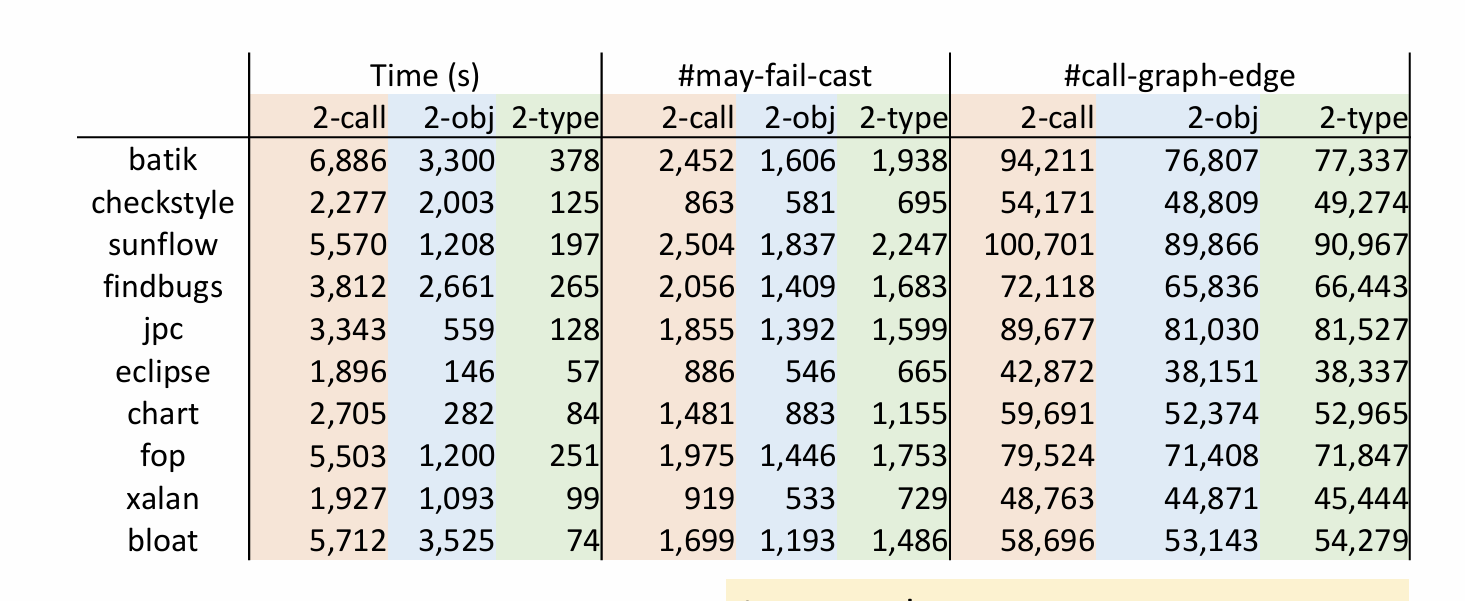 Time (s) #may-fail-cast #call-graph-edge
2-call 2-obj 2-type 2-call 2-obj 2-type 2-call 2-obj 2-type
batik 6,886 3,300 378 2,452 1,606 1,938 94,211 76,807 77,337
checkstyle 2,277 2,003 125 863 581 695 54,171 48,809 49,274
sunflow 5,570 1,208 197 2,504 1,837 2,247 100,701 89,866 90,967
findbugs 3,812 2,661 265 2,056 1,409 1,683 72,118 65,836 66,443
jpc 3,343 559 128 1,855 1,392 1,599 89,677 81,030 81,527
eclipse 1,896 146 57 886 546 665 42,872 38,151 38,337
chart 2,705 282 84 1,481 883 1,155 59,691 52,374 52,965
fop 5,503 1,200 251 1,975 1,446 1,753 79,524 71,408 71,847
xalan 1,927 1,093 99 919 533 729 48,763 44,871 45,444
bloat 5,712 3,525 74 1,699 1,193 1,486 58,696 53,143 54,279